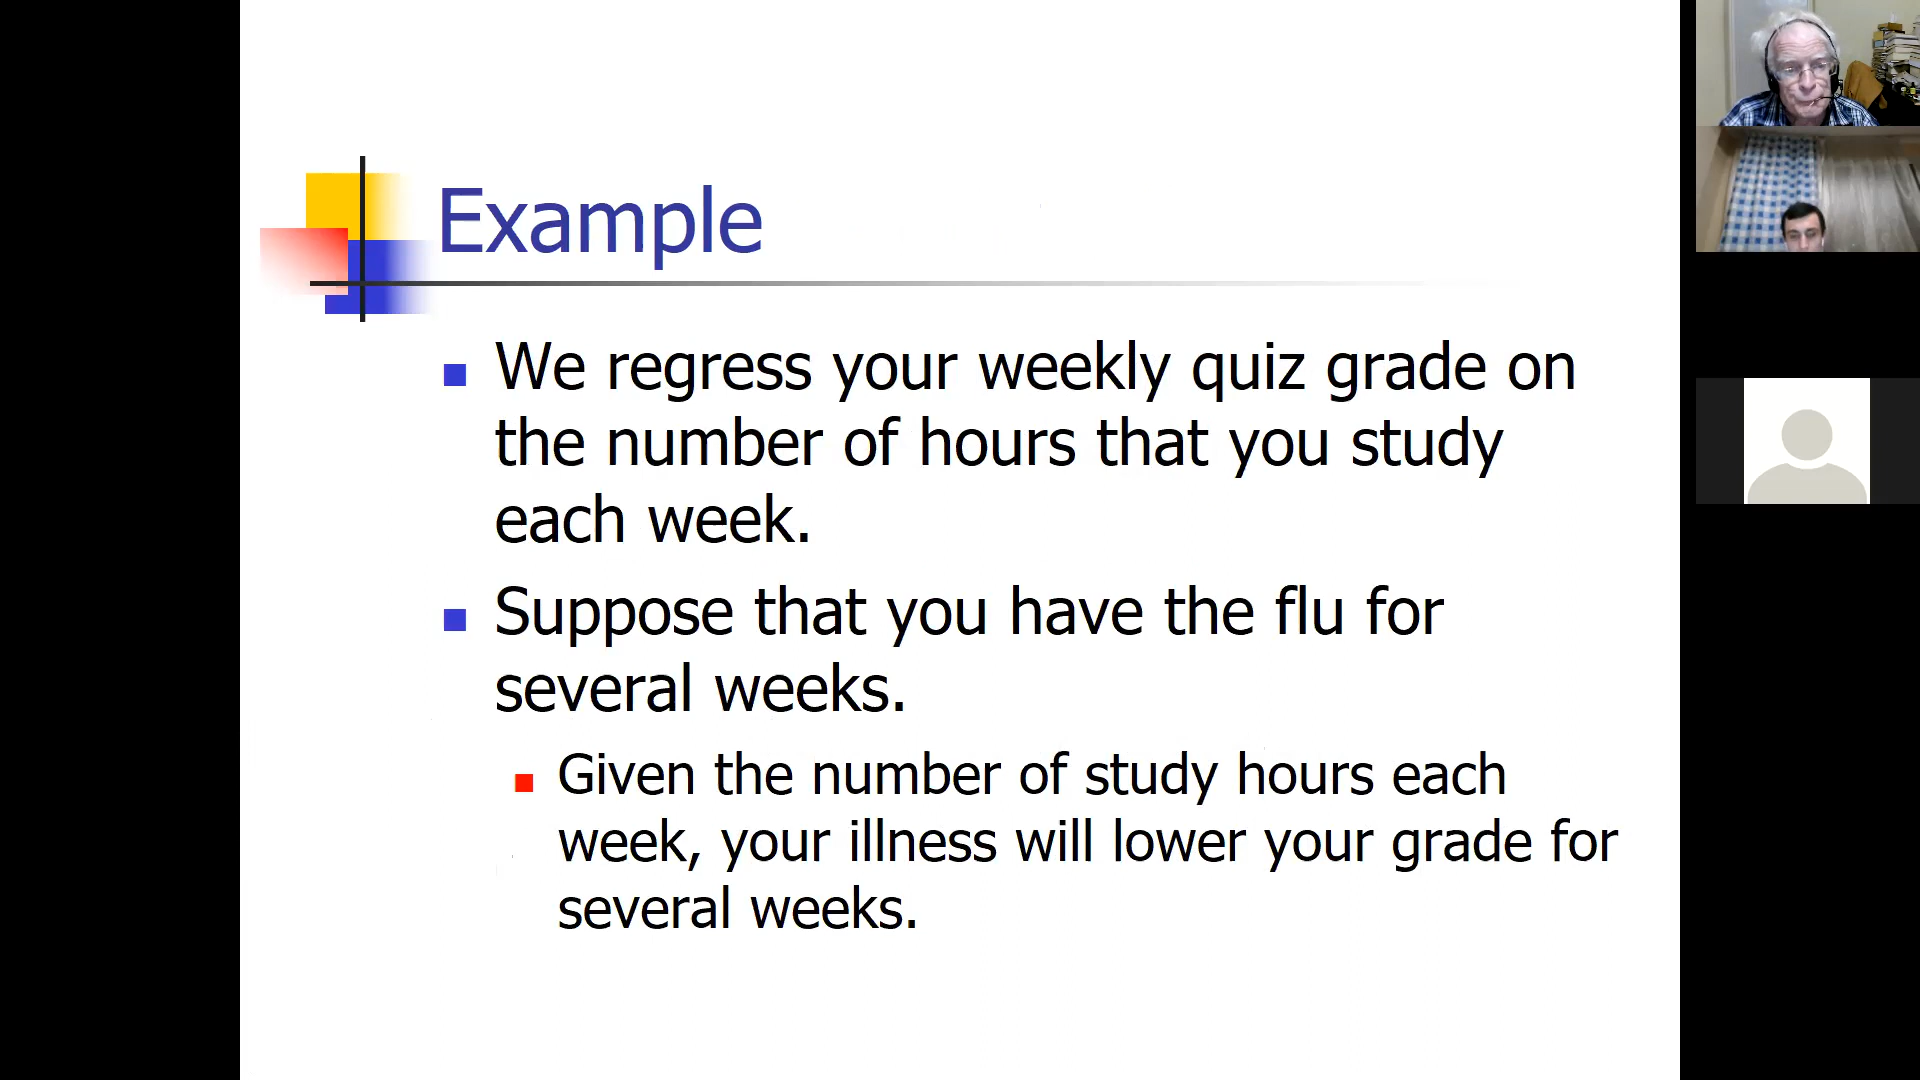 Example
We regress your weekly quiz grade on
the number of hours that you study
each week.
Suppose that you have the flu for
several weeks.
Given the number of study hours each
week, your illness will lower your grade for
several weeks.